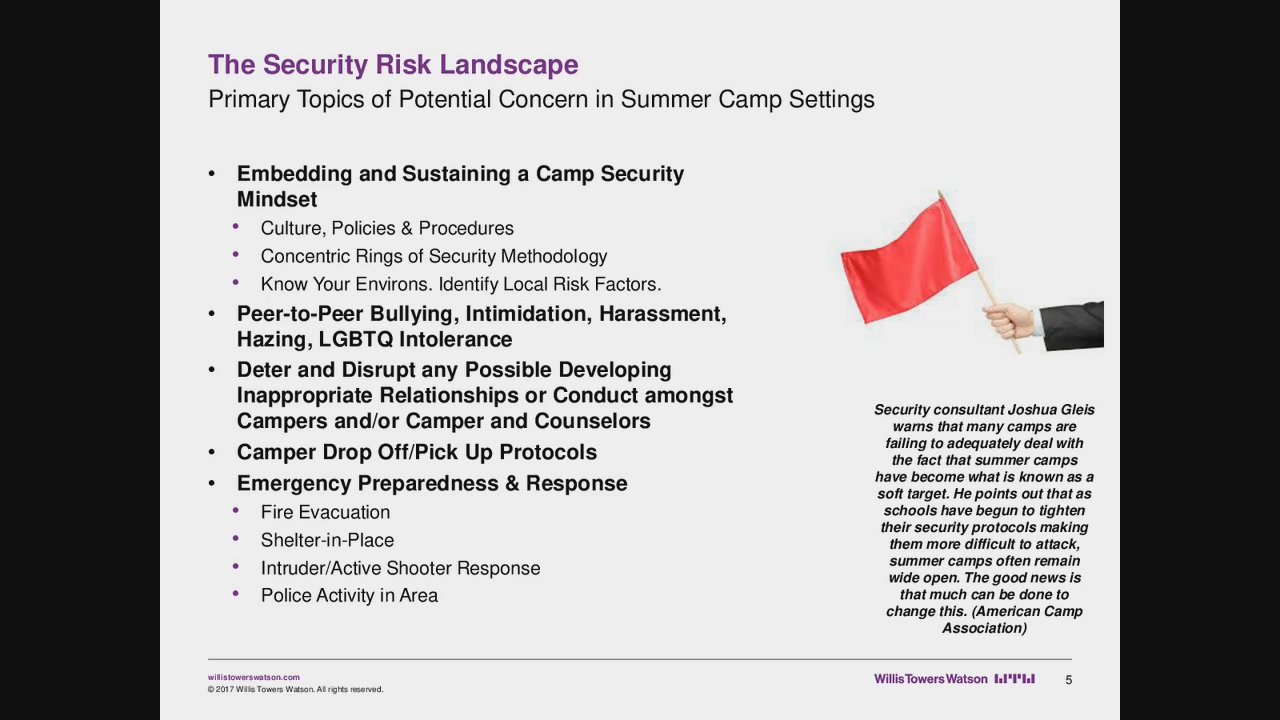 The Security Risk Landscape
Primary Topics of Potential Concern in Summer Camp Settings
• Embedding and Sustaining a Camp Security
Mindset
• Culture, Policies & Procedures
• Concentric Rings of Security Methodology
• Know Your Environs. Identify Local Risk Factors.
• Peer-to-Peer Bullying, Intimidation, Harassment,
Hazing, LGBTQ Intolerance
• Deter and Disrupt any Possible Developing
Inappropriate Relationships or Conduct amongst
Campers and/or Camper and Counselors
• Camper Drop Off/Pick Up Protocols
• Emergency Preparedness & Response
• Fire Evacuation
• Shelter-in-Place
• Intruder/Active Shooter Response
• Police Activity in Area
Security consultant Joshua Gleis
warns that many camps are
failing to adequately deal with
the fact that summer camps
have become what is known as a
soft target. He points out that as
schools have begun to tighten
their security protocols making
them more difficult to attack,
summer camps often remain
wide open. The good news is
that much can be done to
change this. (American Camp
Association)
willistowerswatson.com
© 2017 Willis Towers Watson. All rights reserved.
WillisTowersWatson
5